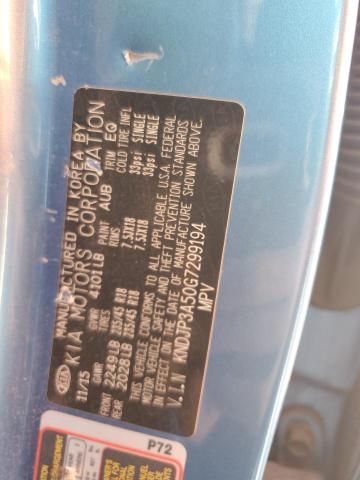 MANUFACTURED IN KOREA BY
KIA MOTORS CORPORATION
11/15 GVWR 4101LB PAINT AUB TRIM EQ
GAWR TIRES RIMS COLD TIRE INFL
FRONT 2249LB 235/45 R18 7.5JX18 33psi SINGLE
REAR 2028LB 235/45 R18 7.5JX18 33psi SINGLE
THIS VEHICLE CONFORMS TO ALL APPLICABLE U.S.A. FEDERAL
MOTOR VEHICLE SAFETY AND THEFT PREVENTION STANDARDS
IN EFFECT ON THE DATE OF MANUFACTURE SHOWN ABOVE.
V.I.N KNDJP3A50G7299194
MPV
P72